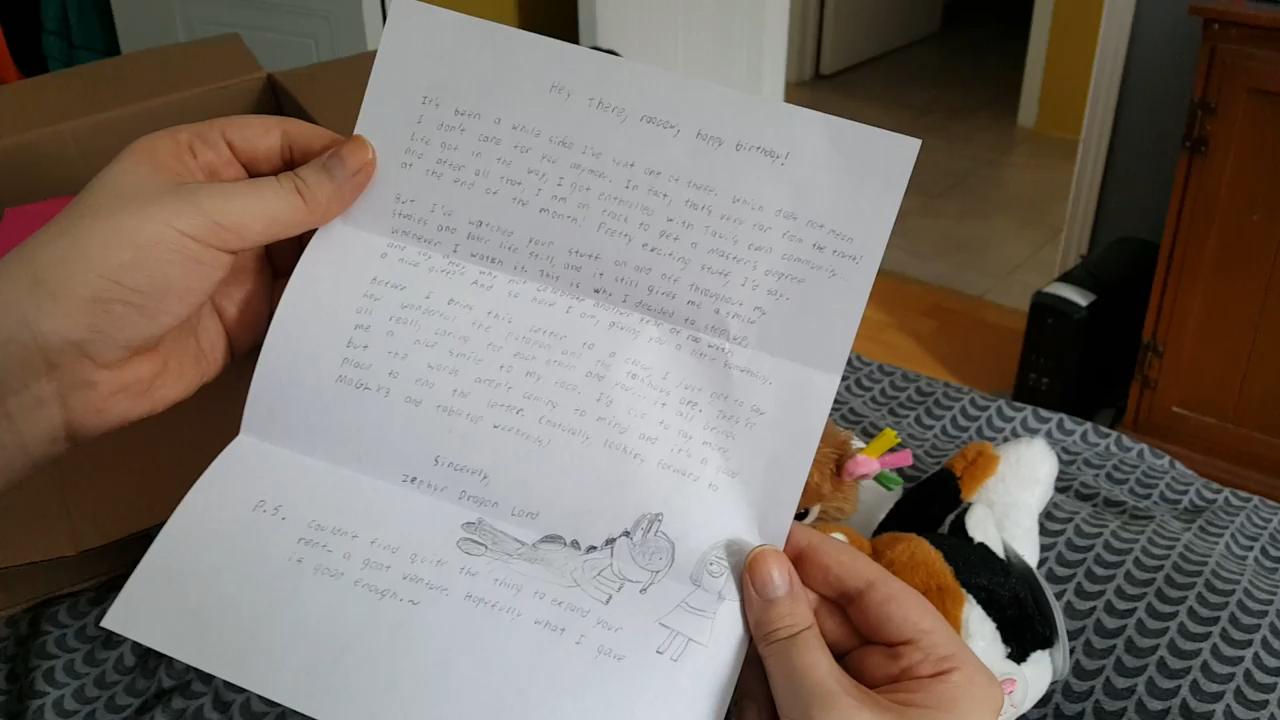 Hey there, rooeow, happy birthday!
It's been a while since I've sent one of these, which does not mean
I don't care for you anymore. In fact, that's very far from the truth!
Life got in the way, I got enthralled with Tavi's own community...
and after all that, I am on track to get a Master's degree
at the end of the month! Pretty exciting stuff, I'd say.
But I've watched your stuff on and off throughout my
studies and later life still, and it still gives me a smile
whenever I watch it. This is why I decided to step up,
and say hey, why not celebrate another year of roo with
a nice gift? And so here I am, giving you a little something.
Before I bring this letter to a close, I just got to say
how wonderful the patapon and the are. They're
all really caring for each other and you... it all brings
me a nice smile to my face. I'd like to say more,
but the words aren't coming to mind and it's a good
place to end the letter. (naturally looking forward to
MaGLX3 and tabletop weekends!)
Sincerely,
Zephyr Dragon Lord
P.S. Couldn't find quite the thing to expand your
rent-a goat venture. Hopefully what I gave
is good enough.~